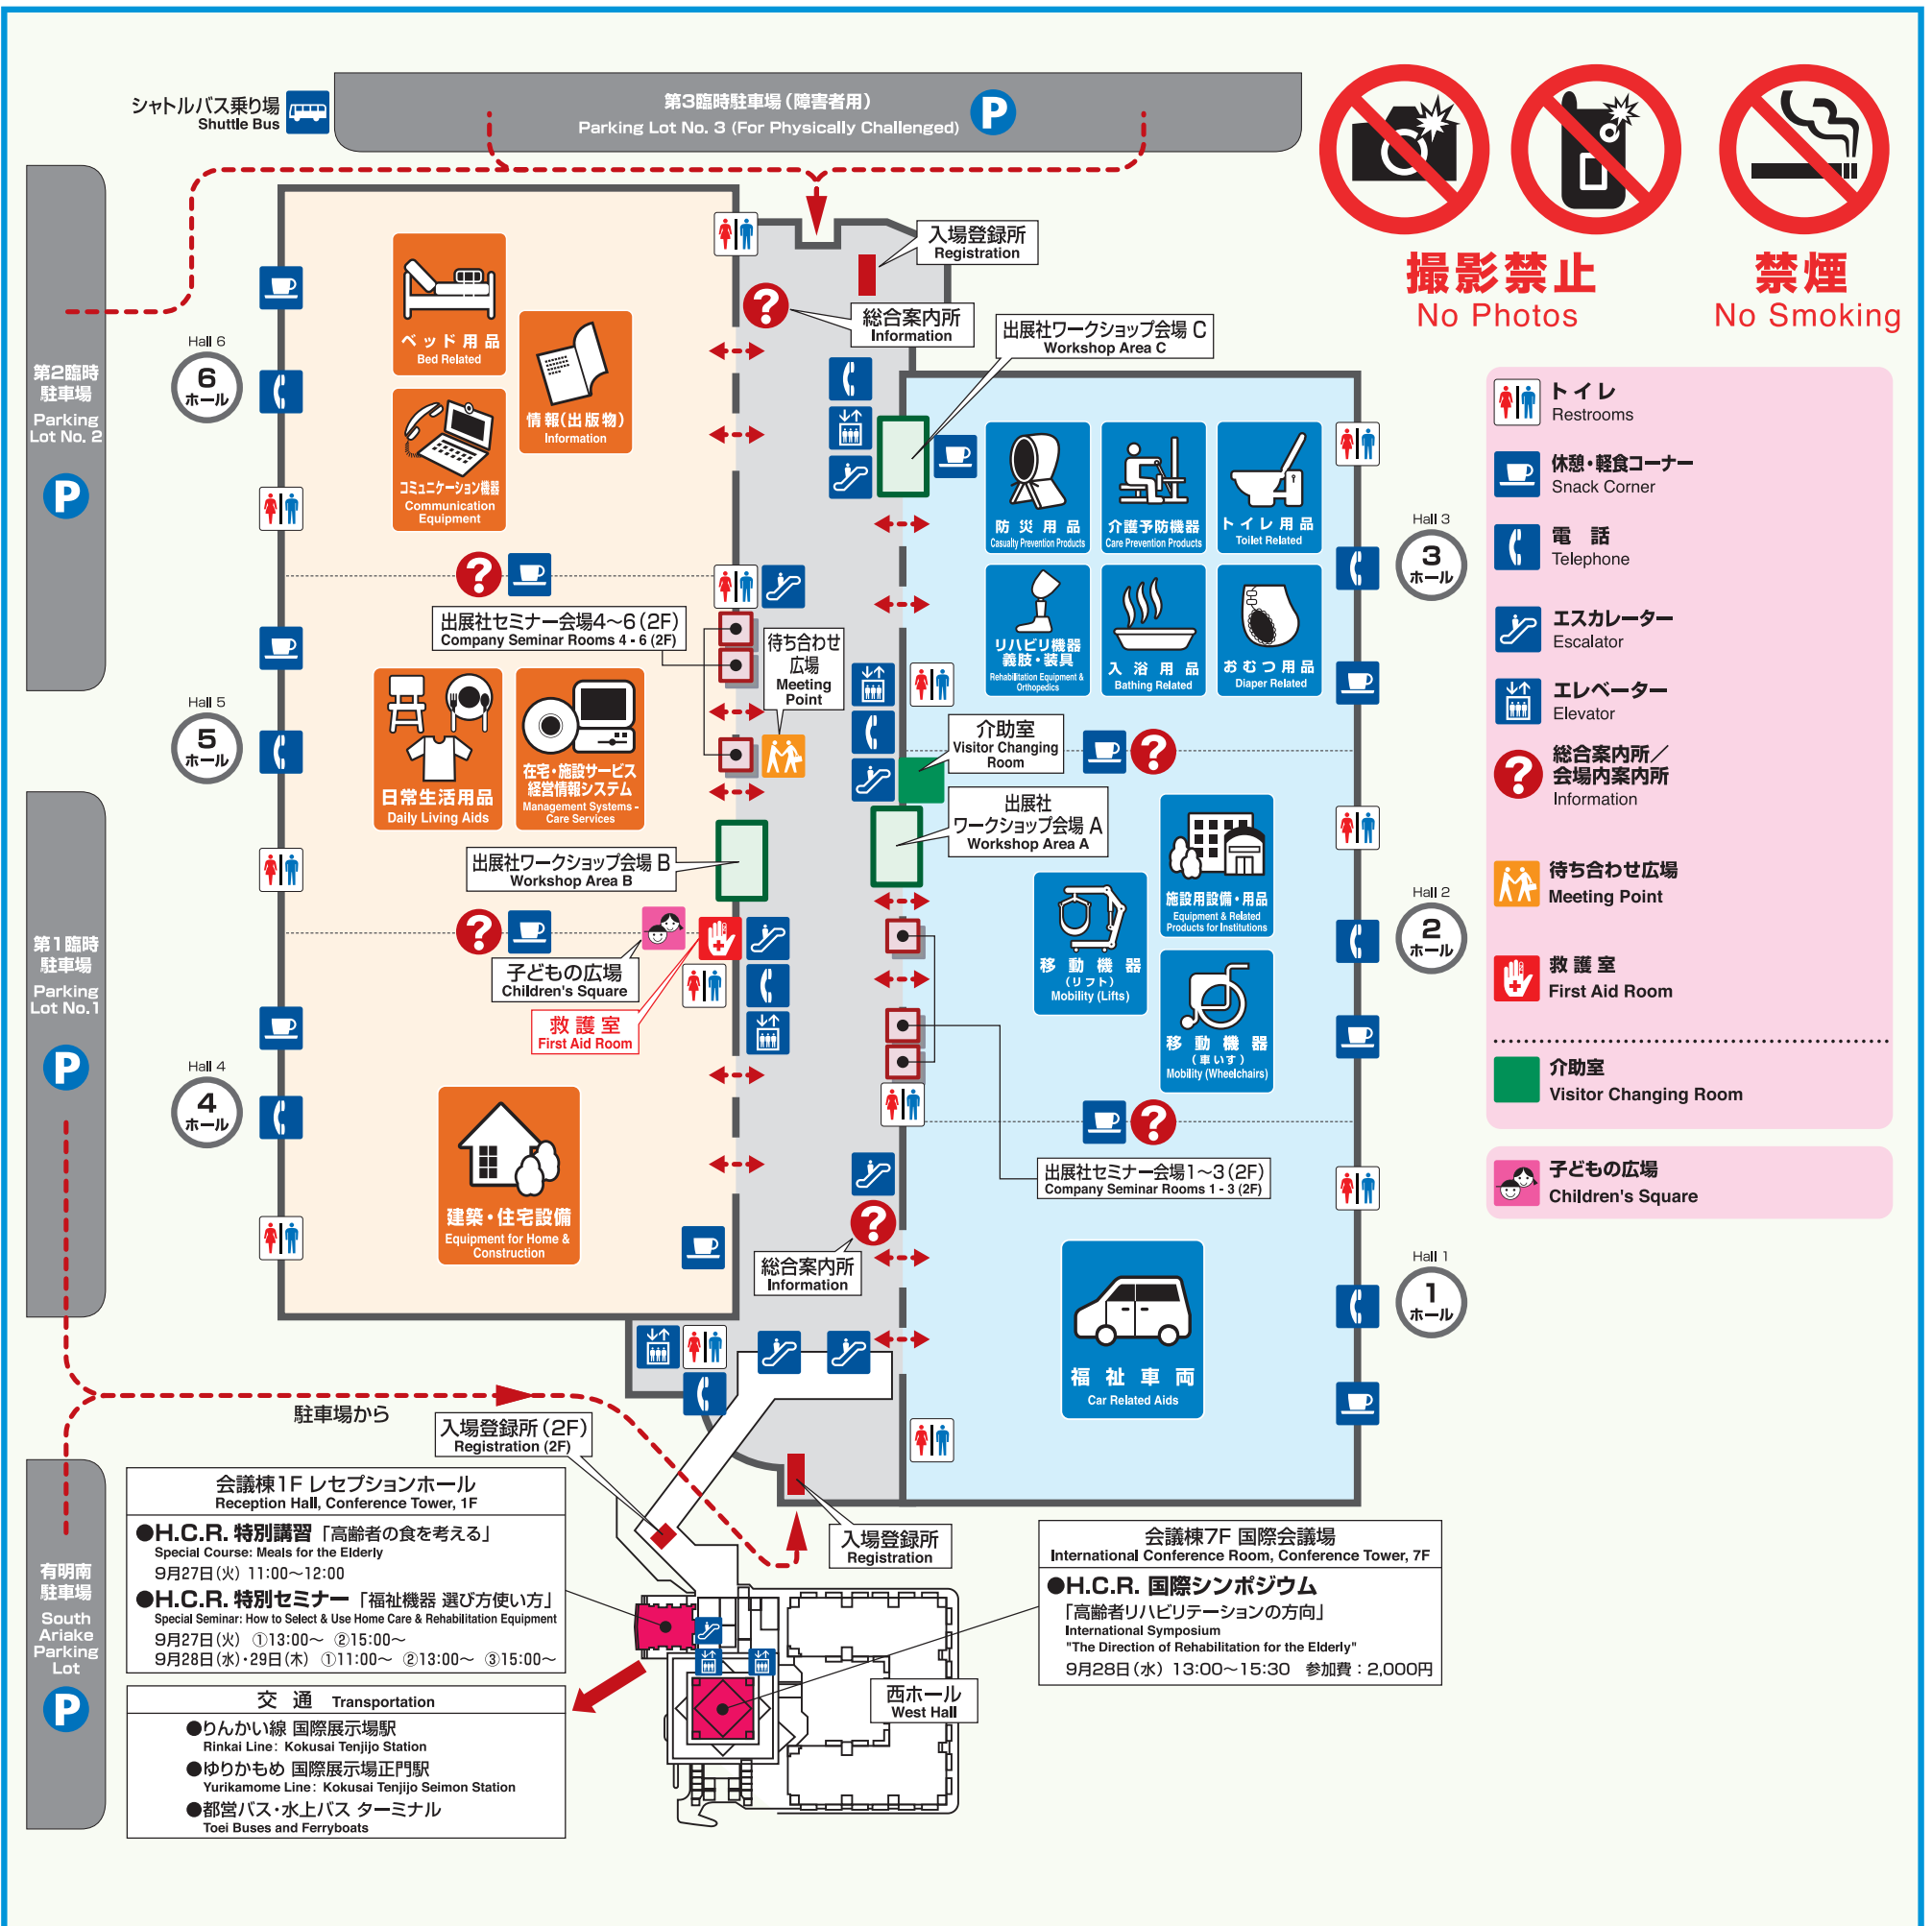 シャトルバス乗り場
Shuttle Bus
第3臨時駐車場(障害者用)
Parking Lot No. 3 (For Physically Challenged)
P
撮影禁止
No Photos
禁煙
No Smoking
第2臨時
駐車場
Parking
Lot No. 2
P
第1臨時
駐車場
Parking
Lot No.1
P
有明南
駐車場
South
Ariake
Parking
Lot
P
駐車場から
Hall 6
6
ホール
Hall 5
5
ホール
Hall 4
4
ホール
ベッド用品
Bed Related
情報(出版物)
Information
コミュニケーション機器
Communication
Equipment
?
出展社セミナー会場4〜6(2F)
Company Seminar Rooms 4 - 6 (2F)
日常生活用品
Daily Living Aids
在宅・施設サービス
経営情報システム
Management Systems -
Care Services
出展社ワークショップ会場 B
Workshop Area B
?
子どもの広場
Children's Square
救護室
First Aid Room
建築・住宅設備
Equipment for Home &
Construction
入場登録所
Registration
?
総合案内所
Information
出展社ワークショップ会場 C
Workshop Area C
待ち合わせ
広場
Meeting
Point
介助室
Visitor Changing
Room
出展社
ワークショップ会場 A
Workshop Area A
防災用品
Casualty Prevention Products
介護予防機器
Care Prevention Products
トイレ用品
Toilet Related
リハビリ機器
義肢・装具
Rehabilitation Equipment &
Orthopedics
入浴用品
Bathing Related
おむつ用品
Diaper Related
?
施設用設備・用品
Equipment & Related
Products for Institutions
移動機器
(リフト)
Mobility (Lifts)
移動機器
(車いす)
Mobility (Wheelchairs)
?
出展社セミナー会場1〜3(2F)
Company Seminar Rooms 1 - 3 (2F)
?
総合案内所
Information
福祉車両
Car Related Aids
Hall 3
3
ホール
Hall 2
2
ホール
Hall 1
1
ホール
トイレ
Restrooms
休憩・軽食コーナー
Snack Corner
電話
Telephone
エスカレーター
Escalator
エレベーター
Elevator
?
総合案内所/
会場内案内所
Information
待ち合わせ広場
Meeting Point
救護室
First Aid Room
介助室
Visitor Changing Room
子どもの広場
Children's Square
入場登録所(2F)
Registration (2F)
入場登録所
Registration
会議棟1F レセプションホール
Reception Hall, Conference Tower, 1F
●H.C.R. 特別講習「高齢者の食を考える」
Special Course: Meals for the Elderly
9月27日(火) 11:00〜12:00
●H.C.R. 特別セミナー「福祉機器 選び方使い方」
Special Seminar: How to Select & Use Home Care & Rehabilitation Equipment
9月27日(火) ①13:00〜 ②15:00〜
9月28日(水)・29日(木) ①11:00〜 ②13:00〜 ③15:00〜
交通 Transportation
●りんかい線 国際展示場駅
Rinkai Line: Kokusai Tenjijo Station
●ゆりかもめ 国際展示場正門駅
Yurikamome Line: Kokusai Tenjijo Seimon Station
●都営バス・水上バス ターミナル
Toei Buses and Ferryboats
会議棟7F 国際会議場
International Conference Room, Conference Tower, 7F
●H.C.R. 国際シンポジウム
「高齢者リハビリテーションの方向」
International Symposium
"The Direction of Rehabilitation for the Elderly"
9月28日(水) 13:00〜15:30 参加費:2,000円
西ホール
West Hall